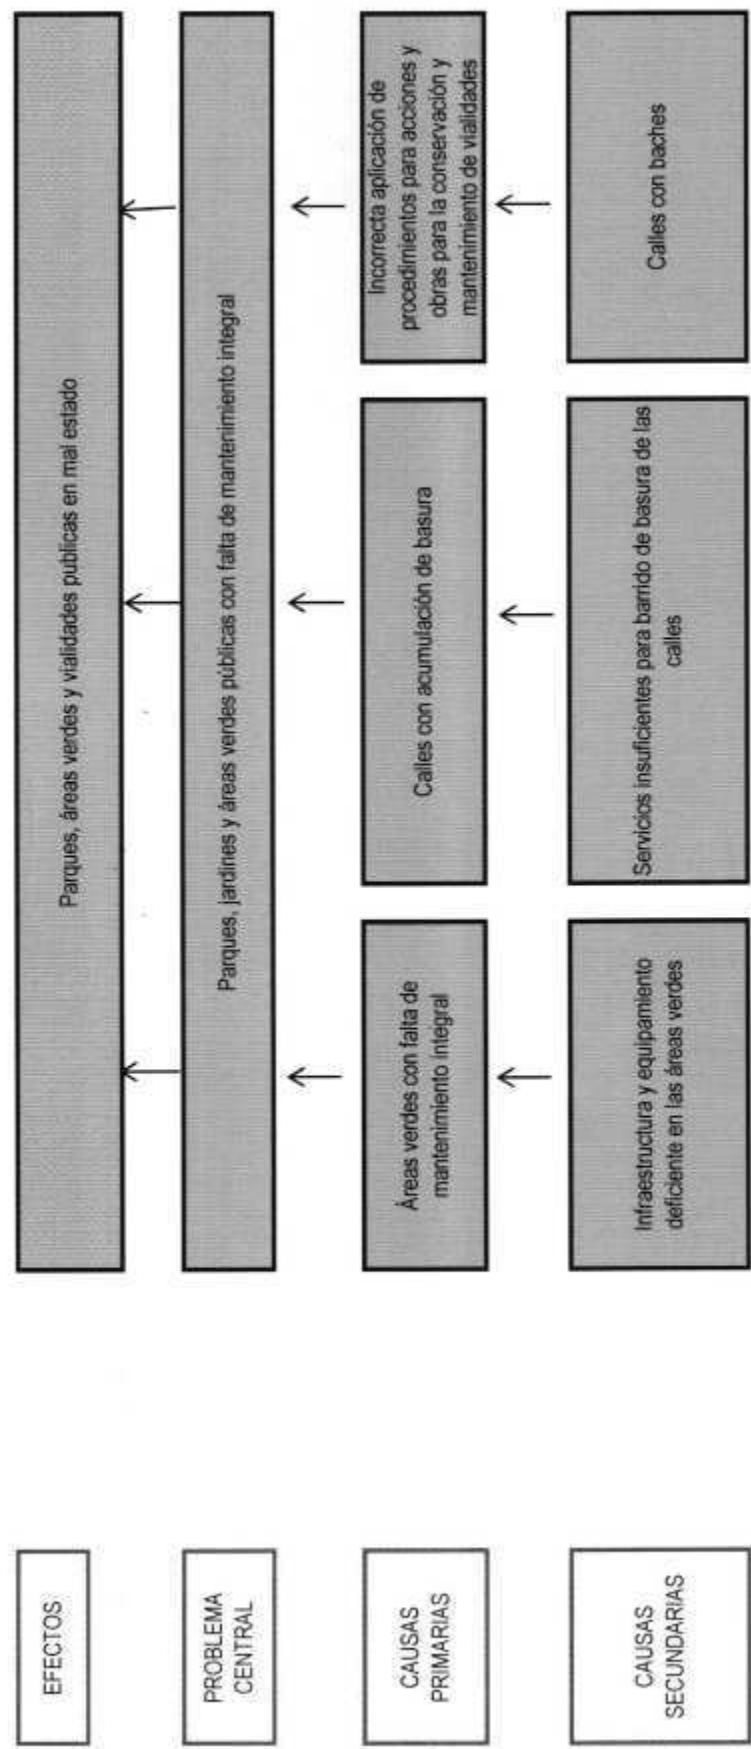 EFECTOS
Parques, áreas verdes y vialidades públicas en mal estado
PROBLEMA
CENTRAL
Parques, jardines y áreas verdes públicas con falta de mantenimiento integral
CAUSAS
PRIMARIAS
Áreas verdes con falta de
mantenimiento integral
Calles con acumulación de basura
Incorrecta aplicación de
procedimientos para acciones y
obras para la conservación y
mantenimiento de vialidades
CAUSAS
SECUNDARIAS
Infraestructura y equipamiento
deficiente en las áreas verdes
Servicios insuficientes para barrido de basura de las
calles
Calles con baches